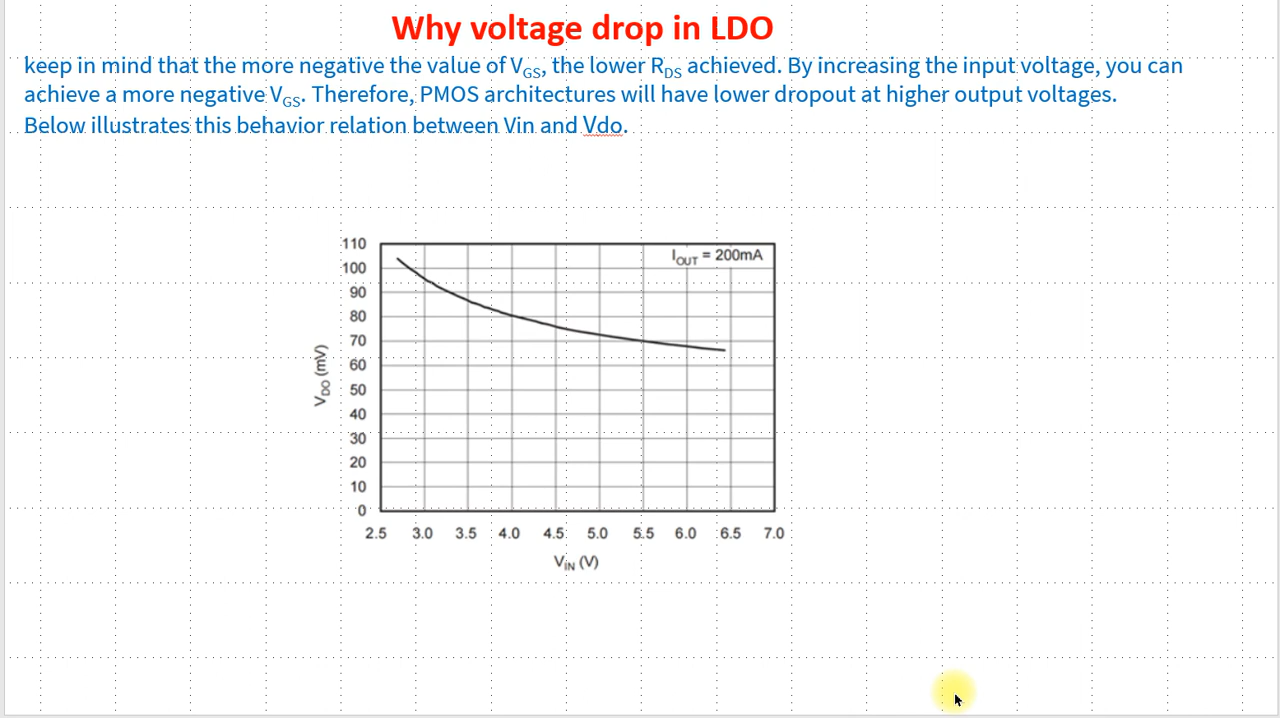 Why voltage drop in LDO
keep in mind that the more negative the value of VGS, the lower RDS achieved. By increasing the input voltage, you can
achieve a more negative VGS. Therefore, PMOS architectures will have lower dropout at higher output voltages.
Below illustrates this behavior relation between Vin and Vdo.
IOUT = 200mA
110
100
90
80
70
60
50
40
30
20
10
0
VDO (mV)
2.5 3.0 3.5 4.0 4.5 5.0 5.5 6.0 6.5 7.0
VIN (V)